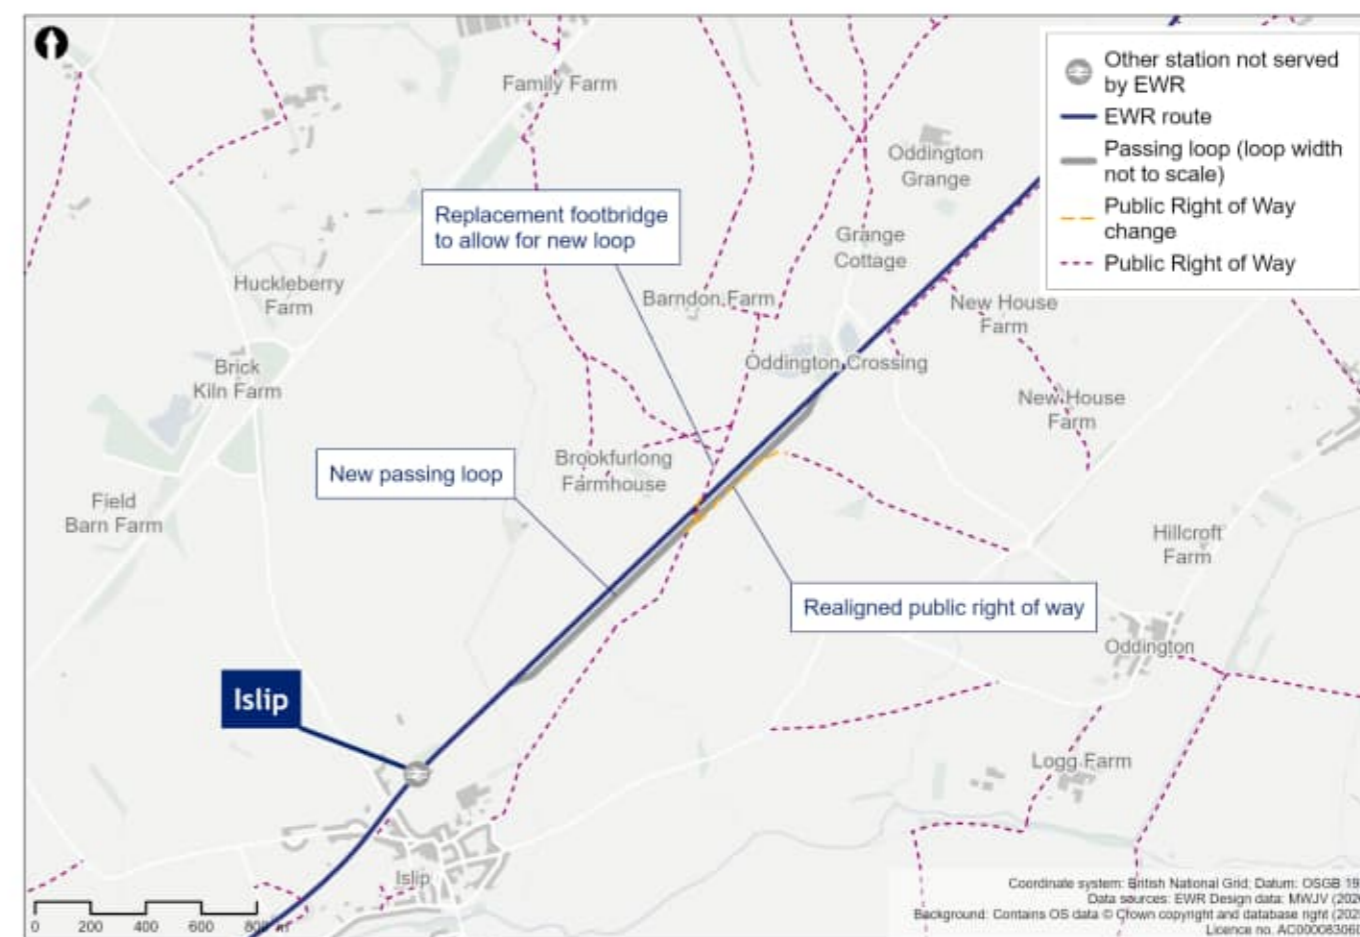 Other station not served
by EWR
EWR route
Passing loop (loop width
not to scale)
Public Right of Way
change
Public Right of Way
Family Farm
Oddington
Grange
Replacement footbridge
to allow for new loop
Grange
Cottage
Huckleberry
Farm
Barndon Farm
New House
Farm
Brick
Kiln Farm
Oddington Crossing
New House
Farm
New passing loop
Brookfurlong
Farmhouse
Field
Barn Farm
Hillcroft
Farm
Realigned public right of way
Oddington
Islip
Logg Farm
Islip
0 200 400 600 800
Coordinate system: British National Grid; Datum: OSGB 19
Data sources: EWR Design data: MWJV
Background: Contains OS data © Crown copyright and database right
Licence no.